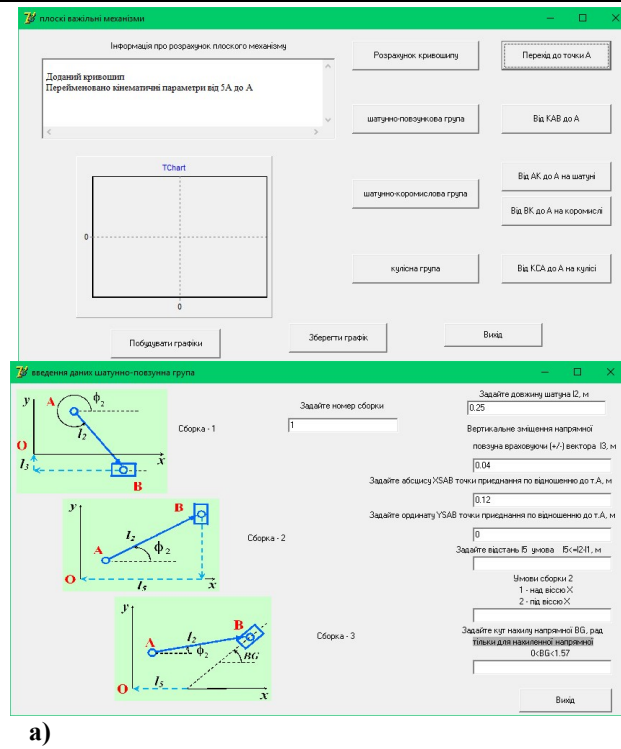 плоскі важільні механізми
Інформація про розрахунок плоского механізму
Доданий кривошип
Перейменовано кінематичні параметри від 5А до А
Розрахунок кривошипу
Перехід до точки А
шатунно-повзункова група
Від КАВ до А
TChart
0
0
шатунно-коромислова група
Від АК до А на шатуні
Від ВК до А на коромислі
кулісна група
Від КСА до А на кулісі
Побудувати графіки
Зберегти графік
Вихід
введення даних шатунно-повзунна група
y
A
ϕ2
l2
O
x
l3
B
Сборка - 1
Задайте номер сборки
1
Задайте довжину шатуна l2, м
0.25
Вертикальне зміщення напрямної
повзуна враховуючи (+/-) вектора l3, м
0.04
Задайте абсцису XSAB точки приєднання по відношенню до т.А, м
0.12
Задайте ординату YSAB точки приєднання по відношенню до т.А, м
0
y
B
l2
A
ϕ2
O
l5
x
Сборка - 2
Задайте відстань l5 умова l5<=l2-l1, м
Умови сборки 2
1 - над віссю X
2 - під віссю X
y
B
l2
A
ϕ2
BG
O
l5
x
Сборка - 3
Задайте кут нахилу напрямної BG, рад
тільки для нахиленної напрямної
0<BG<1.57
Вихід
а)